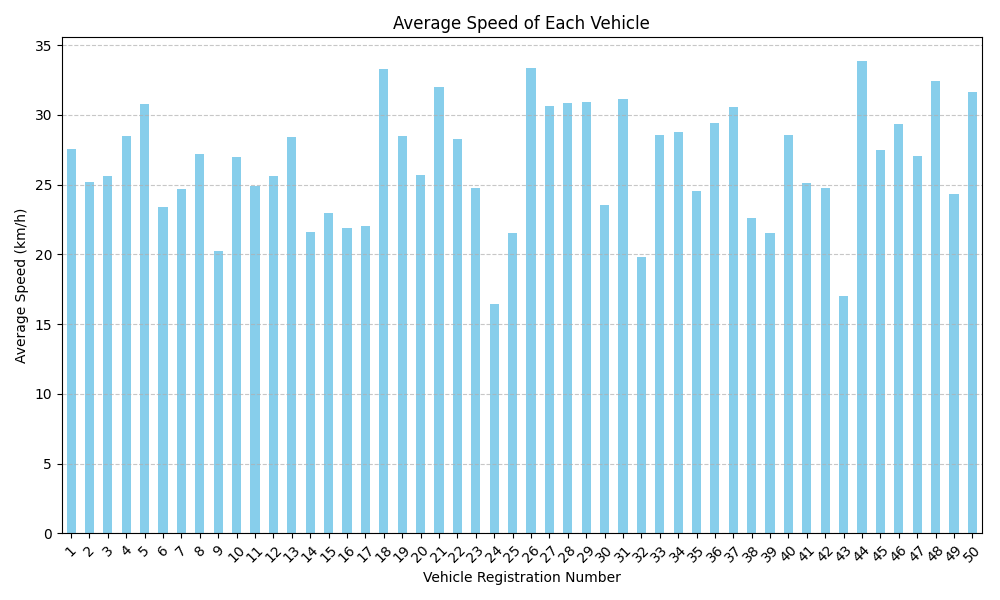 Average Speed of Each Vehicle
Average Speed (km/h)
35
30
25
20
15
10
5
0
1 2 3 4 5 6 7 8 9 10 11 12 13 14 15 16 17 18 19 20 21 22 23 24 25 26 27 28 29 30 31 32 33 34 35 36 37 38 39 40 41 42 43 44 45 46 47 48 49 50
Vehicle Registration Number